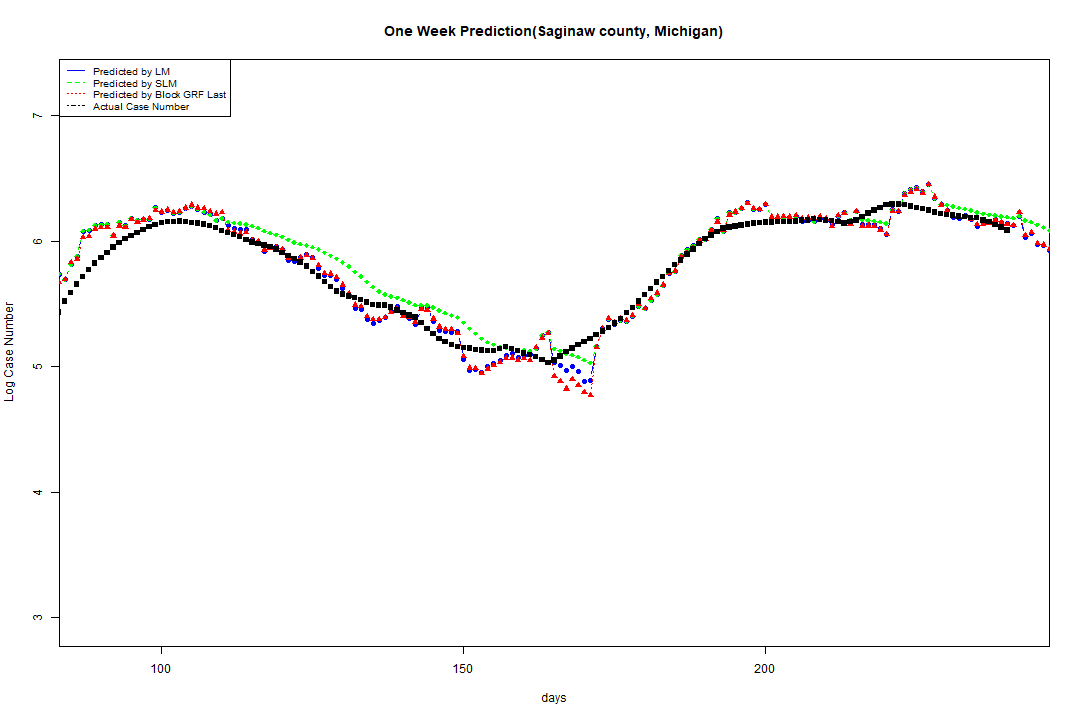 One Week Prediction(Saginaw county, Michigan)
Predicted by LM
Predicted by SLM
Predicted by Block GRF Last
Actual Case Number
7
6
5
4
3
Log Case Number
100 150 200
days